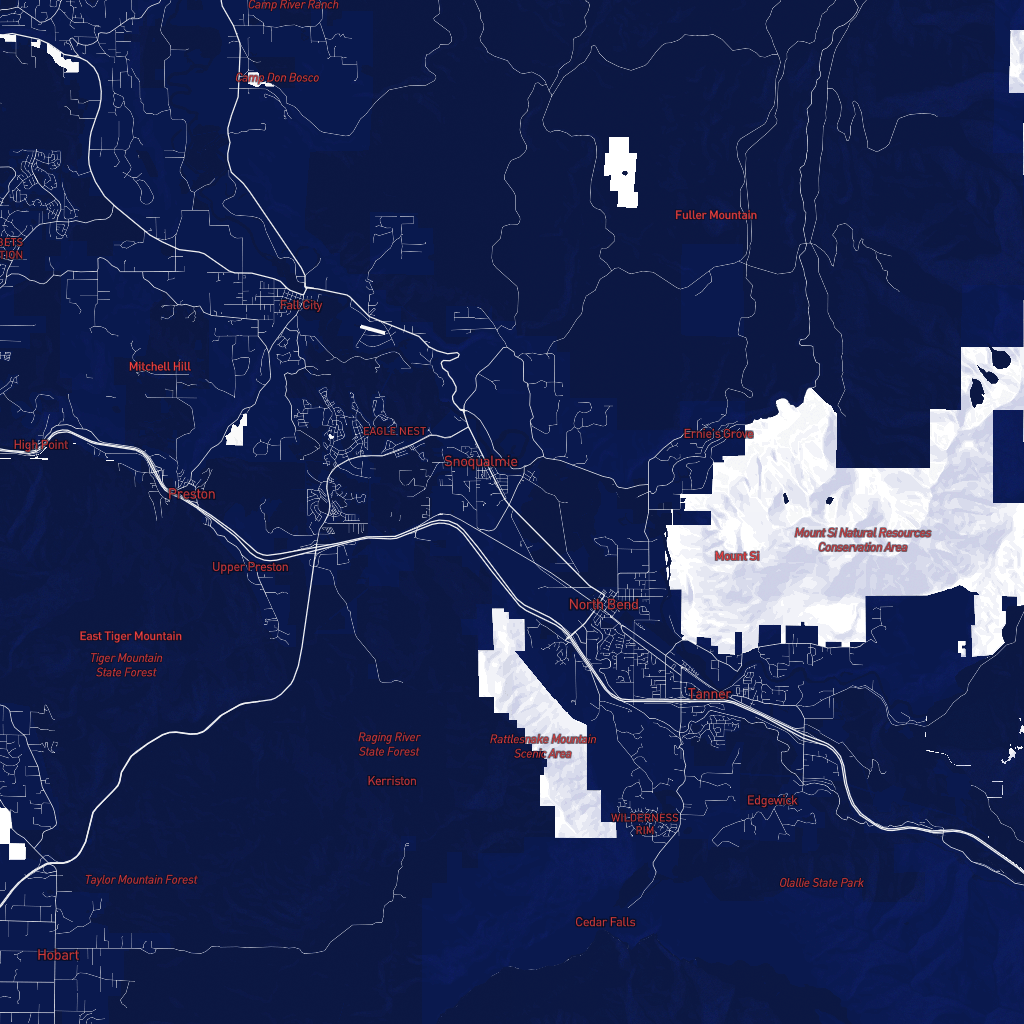 Camp River Ranch
Camp Don Bosco
Fuller Mountain
Fall City
Mitchell Hill
EAGLE NEST
Ernie's Grove
High Point
Snoqualmie
Preston
Mount Si Natural Resources
Conservation Area
Mount Si
Upper Preston
North Bend
East Tiger Mountain
Tiger Mountain
State Forest
Tanner
Raging River
State Forest
Rattlesnake Mountain
Scenic Area
Kerriston
Edgewick
WILDERNESS
RIM
Taylor Mountain Forest
Olallie State Park
Cedar Falls
Hobart